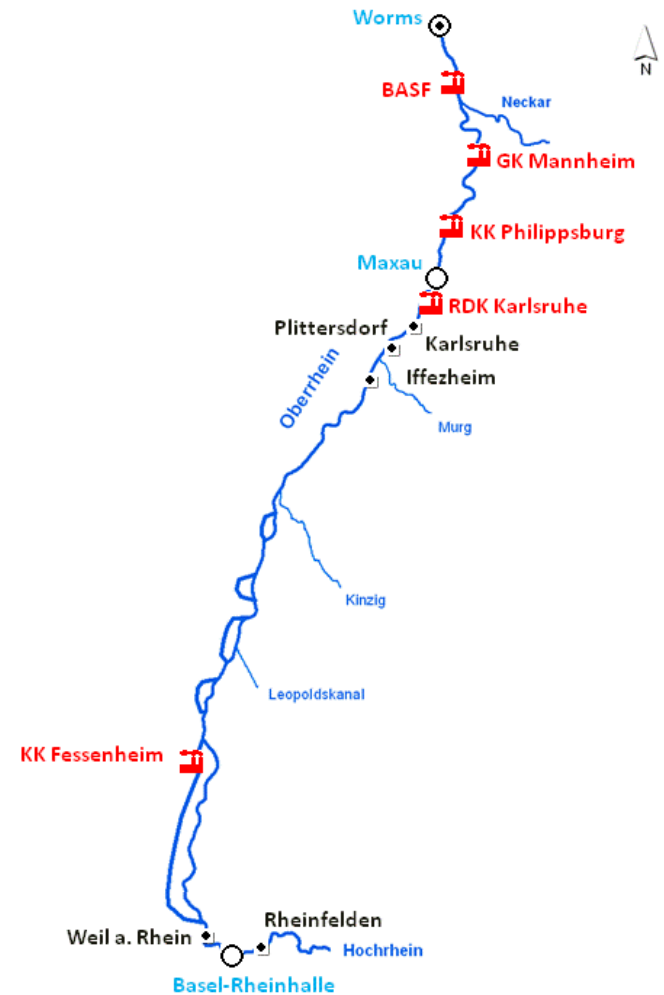 Worms
N
BASF
Neckar
GK Mannheim
KK Philippsburg
Maxau
RDK Karlsruhe
Plittersdorf
Karlsruhe
Iffezheim
Oberrhein
Murg
Kinzig
Leopoldskanal
KK Fessenheim
Rheinfelden
Weil a. Rhein
Hochrhein
Basel-Rheinhalle